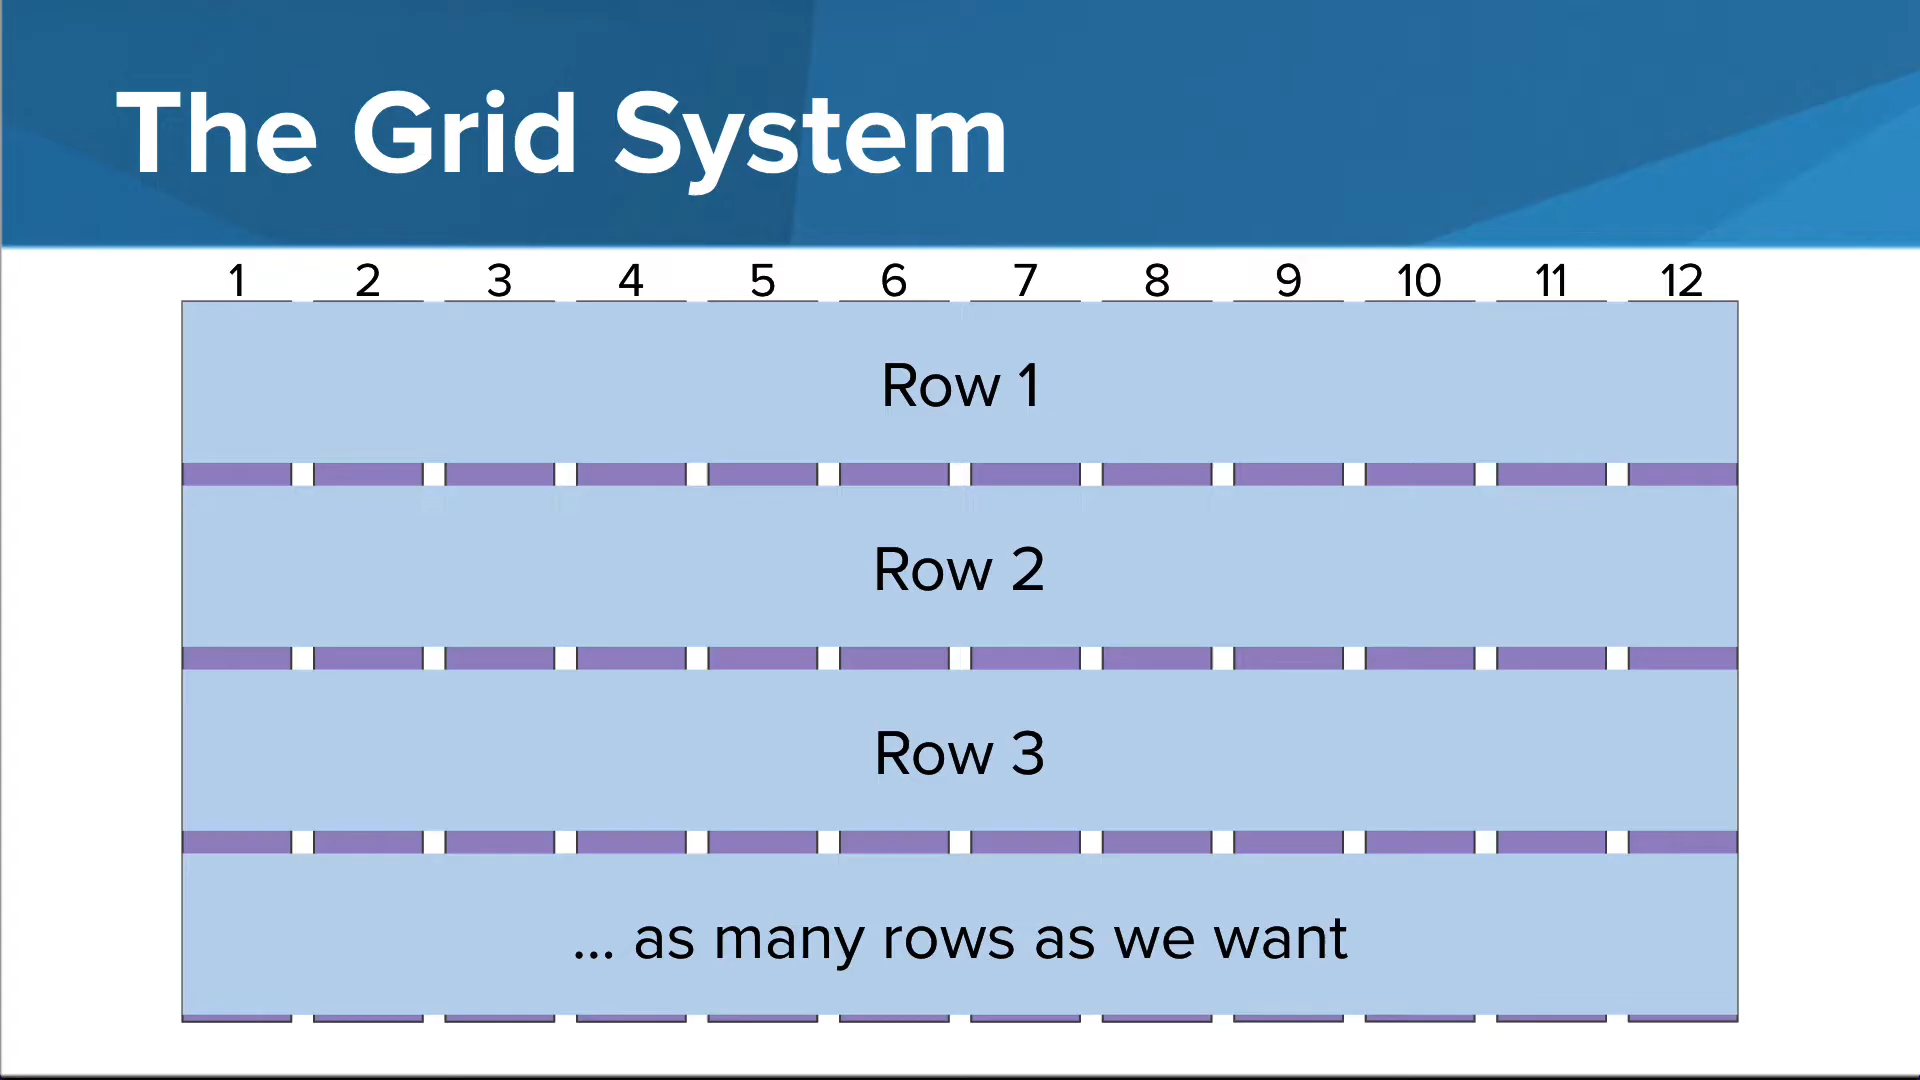 The Grid System
1 2 3 4 5 6 7 8 9 10 11 12
Row 1
Row 2
Row 3
... as many rows as we want